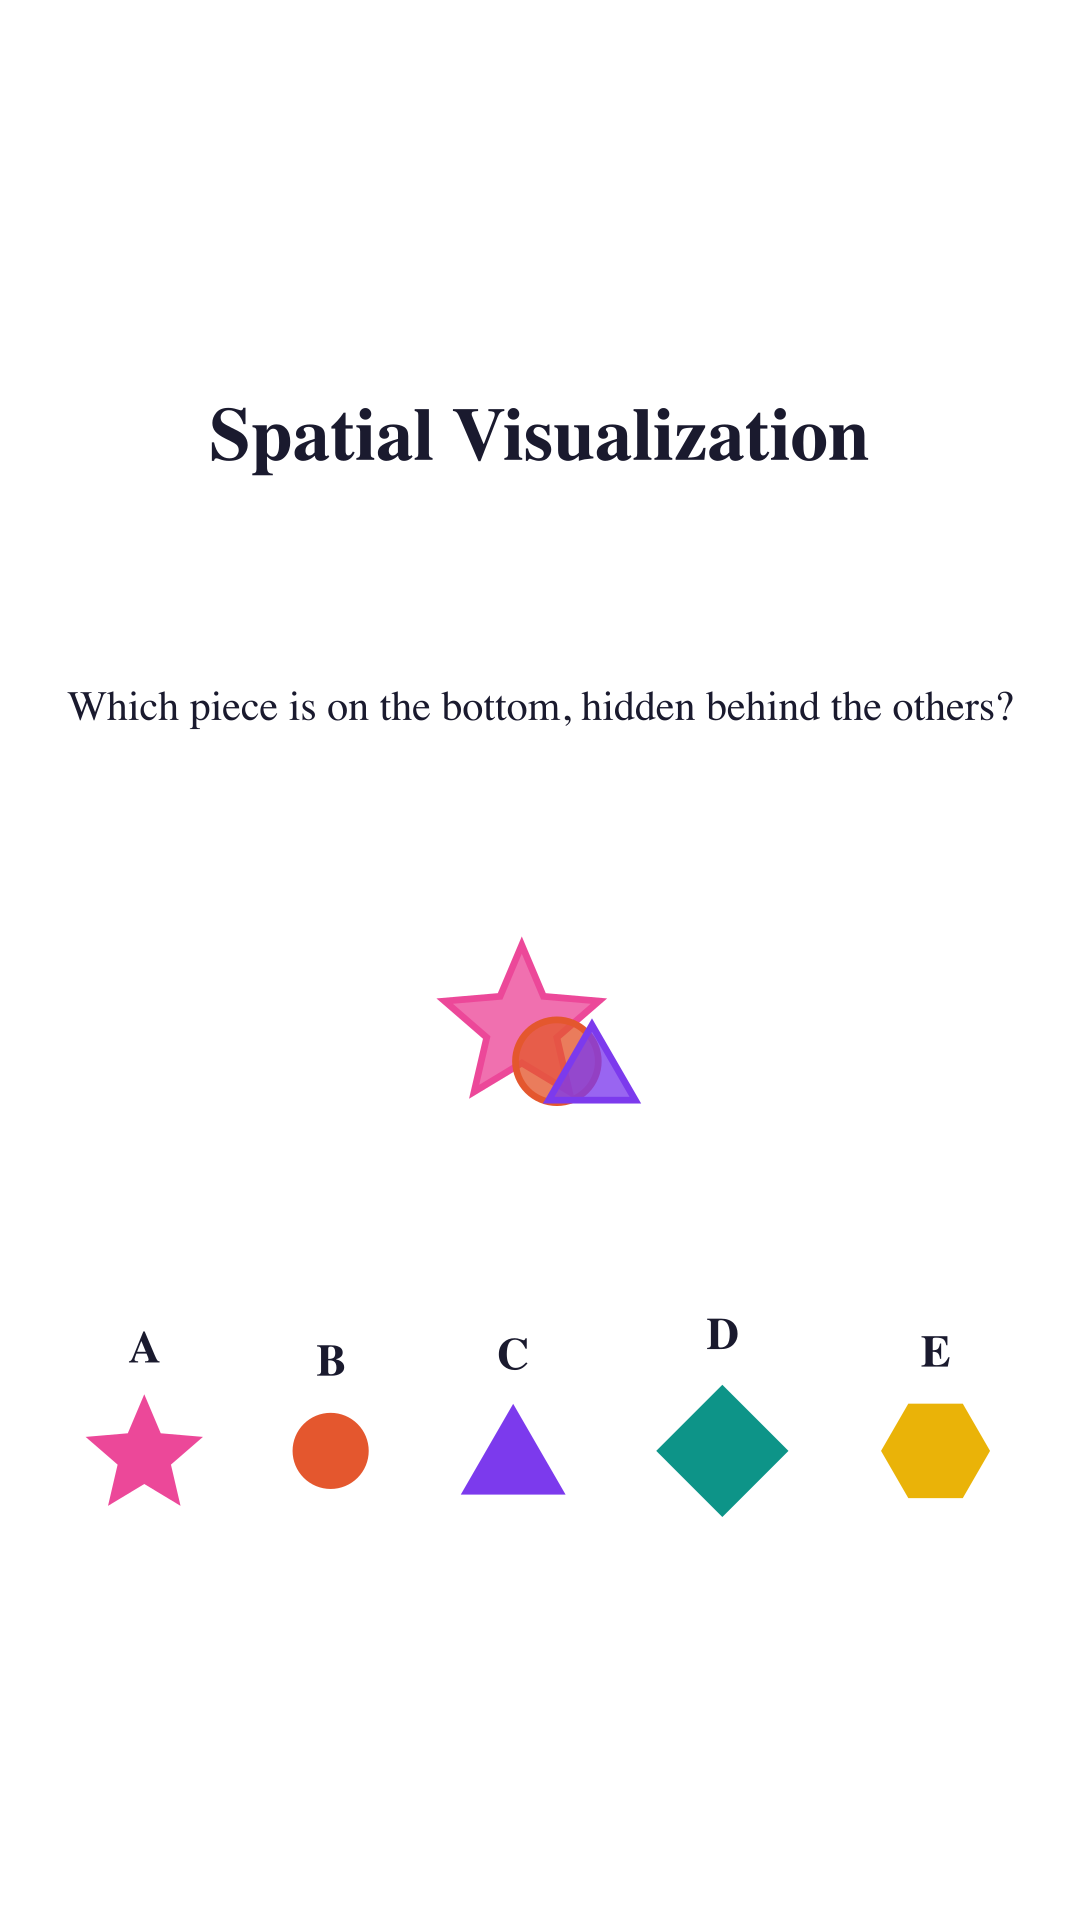 Spatial Visualization
Which piece is on the bottom, hidden behind the others?
A B C D E